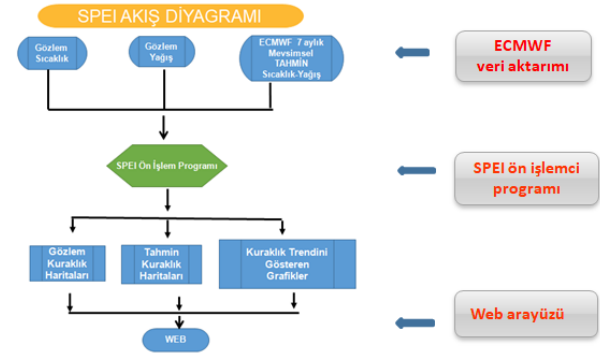 SPEI AKIŞ DİYAGRAMI
Gözlem
Sıcaklık
Gözlem
Yağış
ECMWF 7 aylık
Mevsimsel
TAHMİN
Sıcaklık-Yağış
ECMWF
veri aktarımı
SPEI Ön İşlem Programı
SPEI ön işlemci
programı
Gözlem
Kuraklık
Haritaları
Tahmin
Kuraklık
Haritaları
Kuraklık Trendini
Gösteren
Grafikler
Web arayüzü
WEB